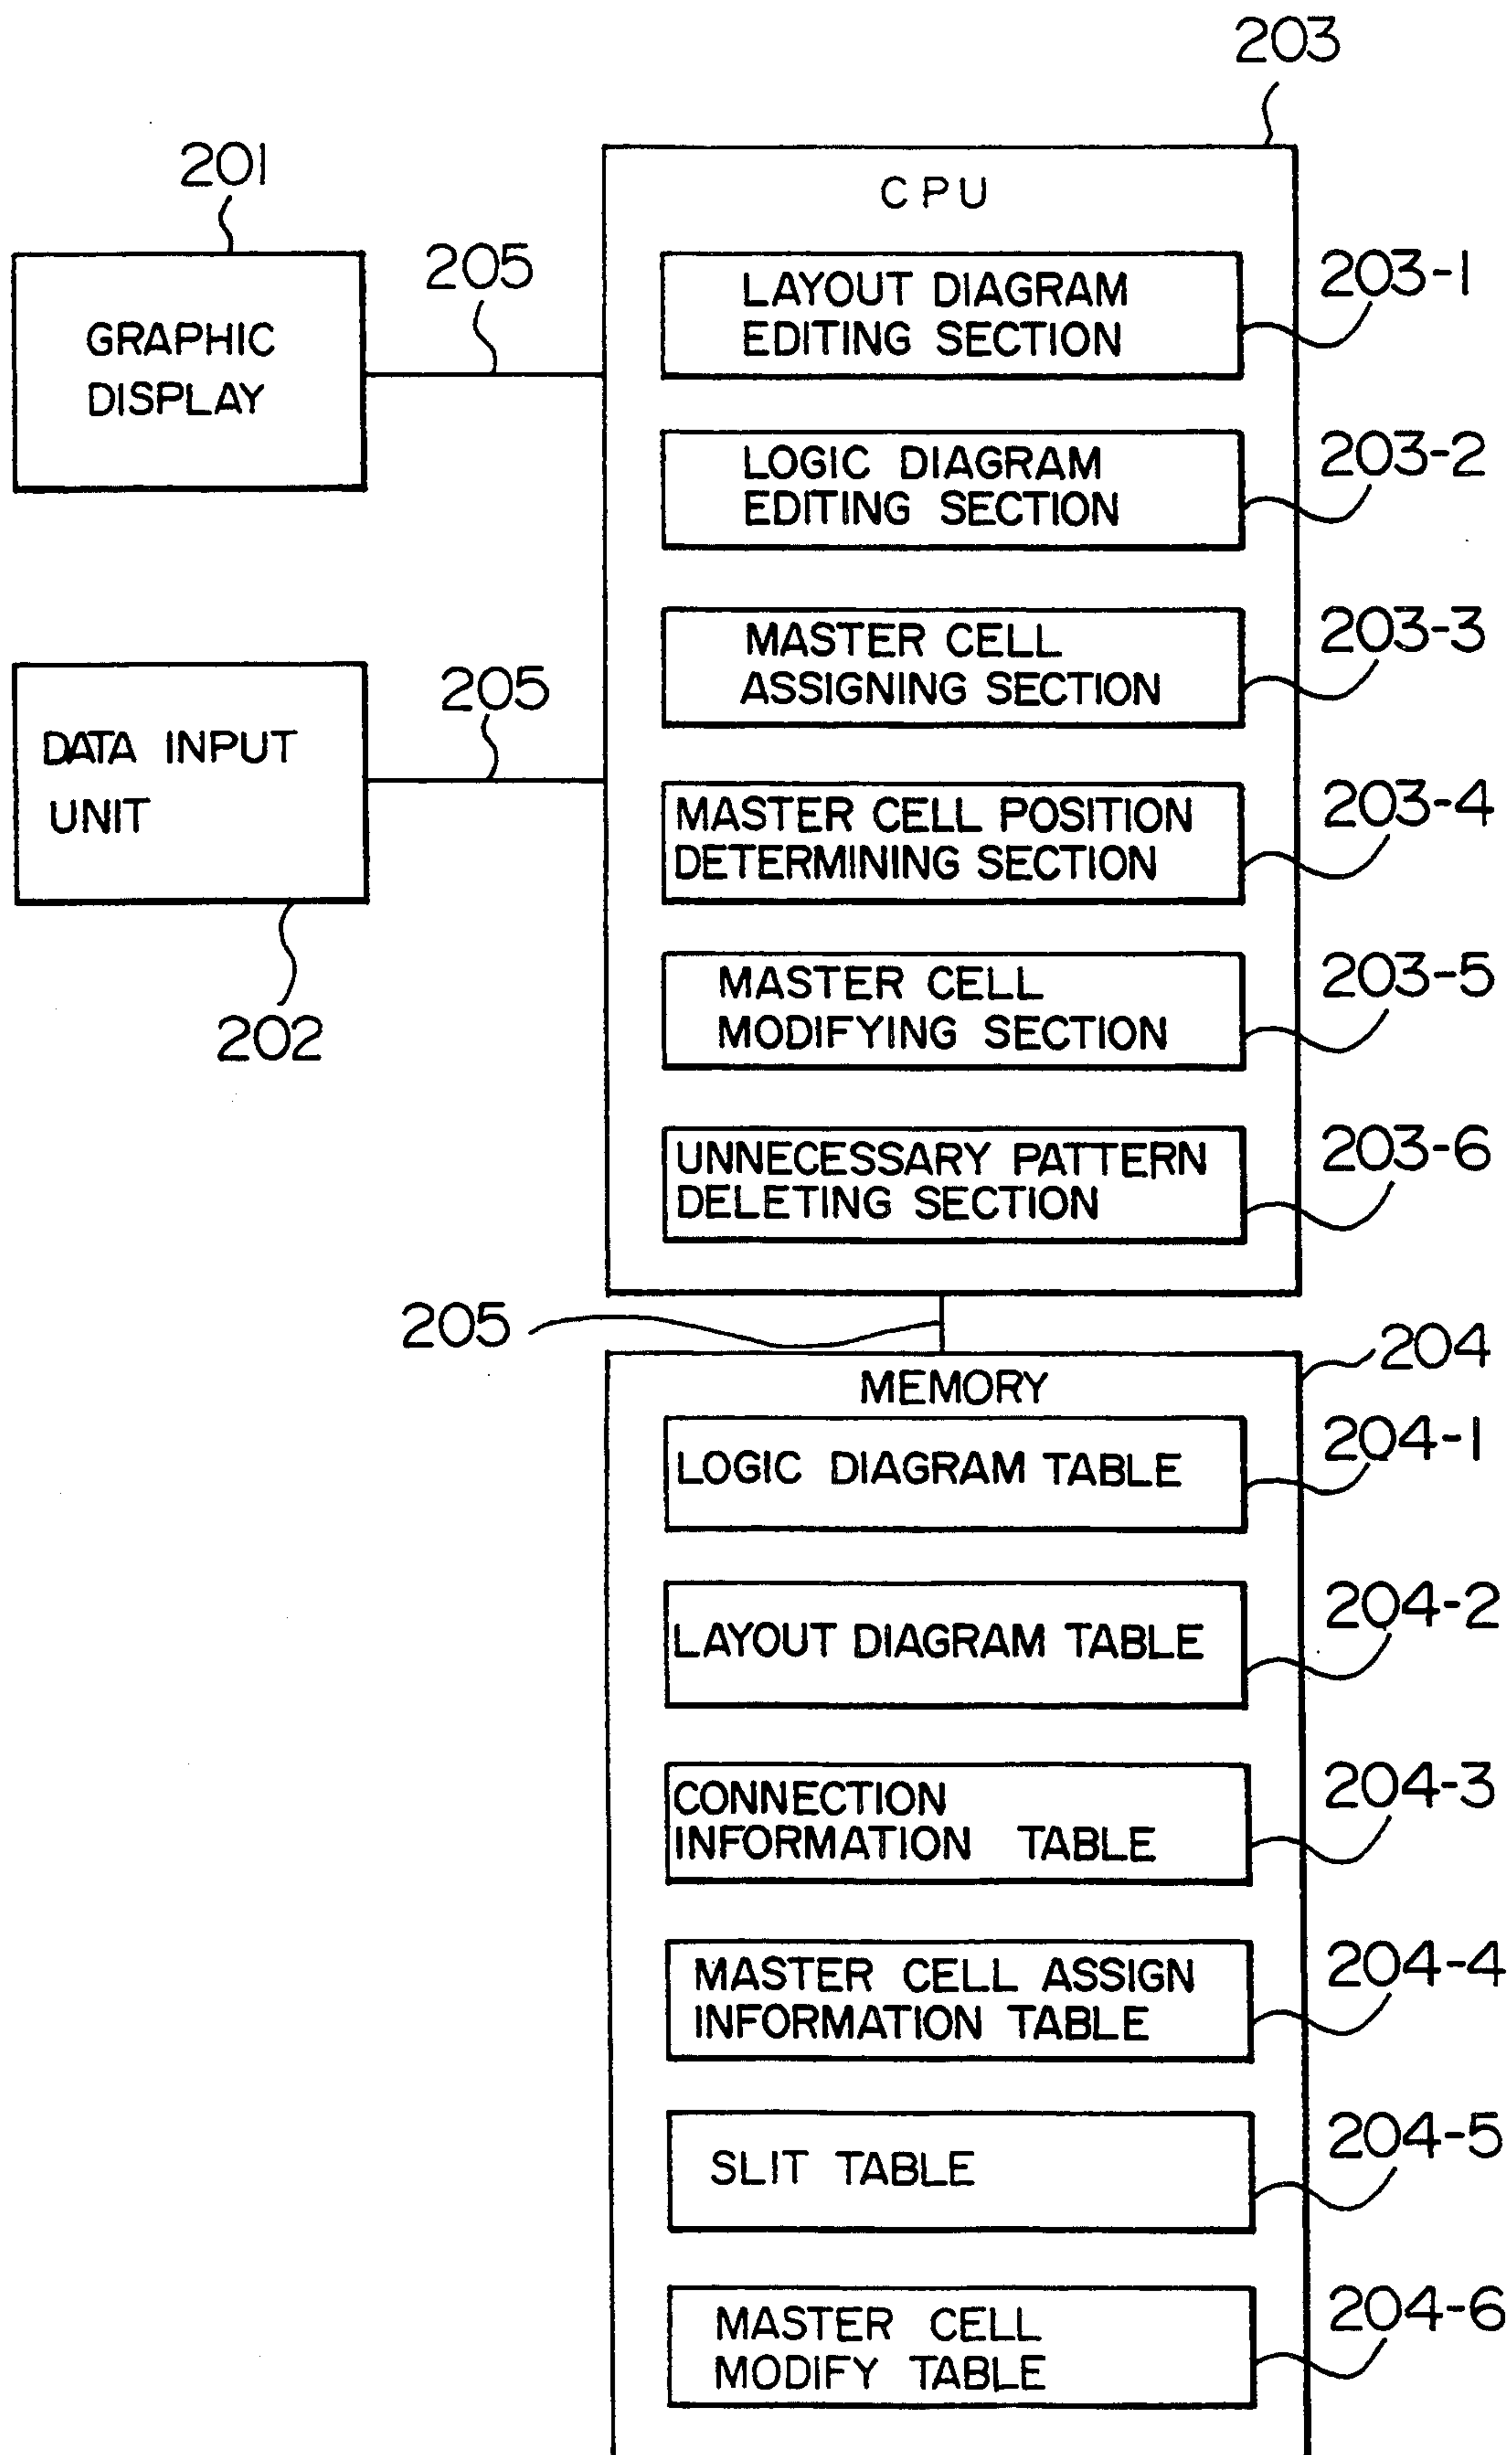 203
CPU
201
GRAPHIC
DISPLAY
205
LAYOUT DIAGRAM
EDITING SECTION
203-1
LOGIC DIAGRAM
EDITING SECTION
203-2
MASTER CELL
ASSIGNING SECTION
203-3
DATA INPUT
UNIT
202
205
MASTER CELL POSITION
DETERMINING SECTION
203-4
MASTER CELL
MODIFYING SECTION
203-5
UNNECESSARY PATTERN
DELETING SECTION
203-6
205
204
MEMORY
LOGIC DIAGRAM TABLE
204-1
LAYOUT DIAGRAM TABLE
204-2
CONNECTION
INFORMATION TABLE
204-3
MASTER CELL ASSIGN
INFORMATION TABLE
204-4
SLIT TABLE
204-5
MASTER CELL
MODIFY TABLE
204-6